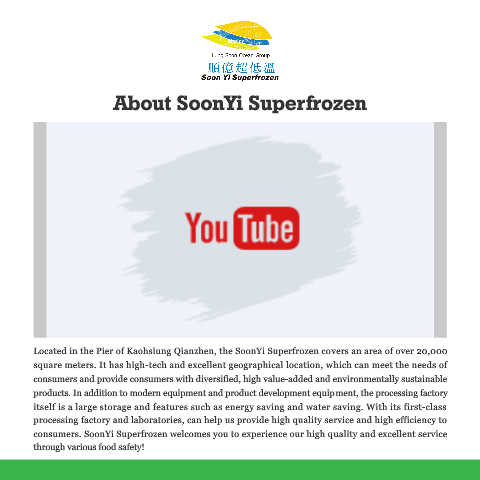 Lung Soon Ocean Group
順億超低溫
Soon Yi Superfrozen
About SoonYi Superfrozen
YouTube
Located in the Pier of Kaohsiung Qianzhen, the SoonYi Superfrozen covers an area of over 20,000
square meters. It has high-tech and excellent geographical location, which can meet the needs of
consumers and provide consumers with diversified, high value-added and environmentally sustainable
products. In addition to modern equipment and product development equipment, the processing factory
itself is a large storage and features such as energy saving and water saving. With its first-class
processing factory and laboratories, can help us provide high quality service and high efficiency to
consumers. SoonYi Superfrozen welcomes you to experience our high quality and excellent service
through various food safety!